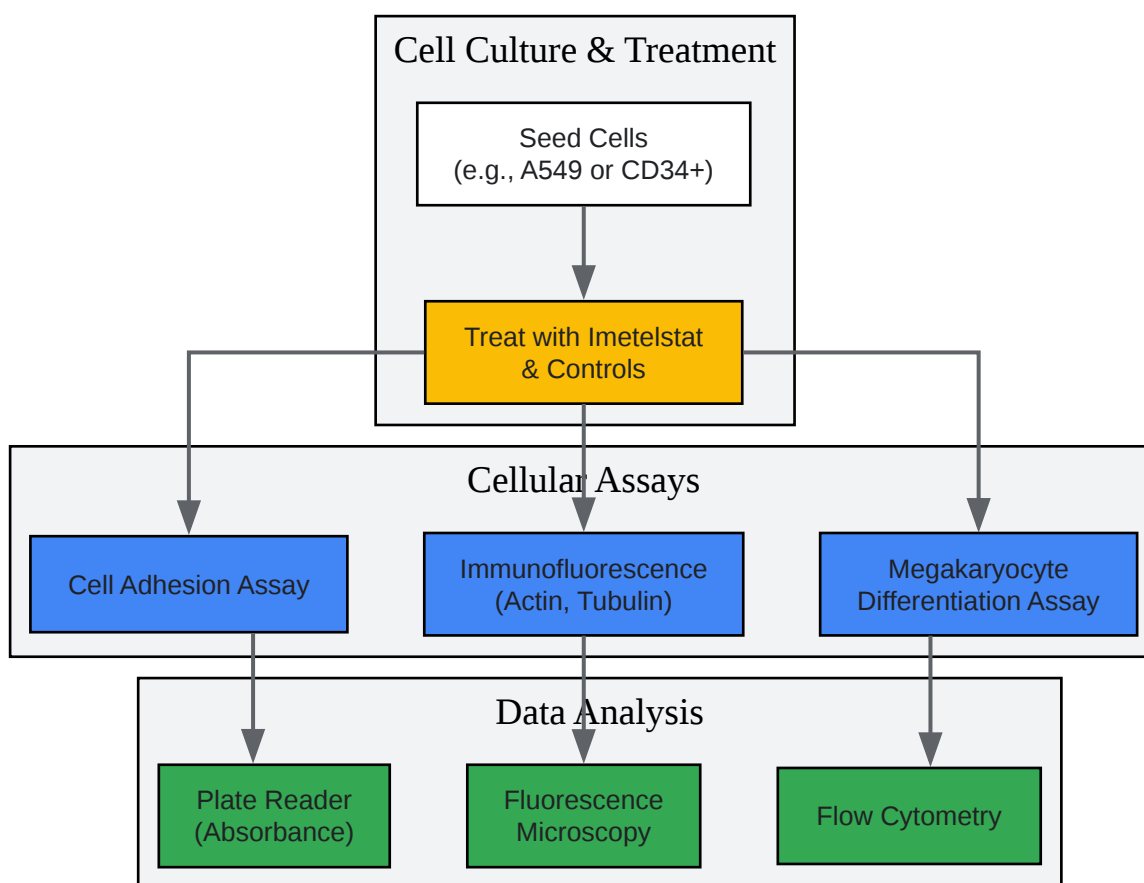 Cell Culture & Treatment
Seed Cells
(e.g., A549 or CD34+)
Treat with Imetelstat
& Controls
Cellular Assays
Cell Adhesion Assay
Immunofluorescence
(Actin, Tubulin)
Megakaryocyte
Differentiation Assay
Data Analysis
Plate Reader
(Absorbance)
Fluorescence
Microscopy
Flow Cytometry